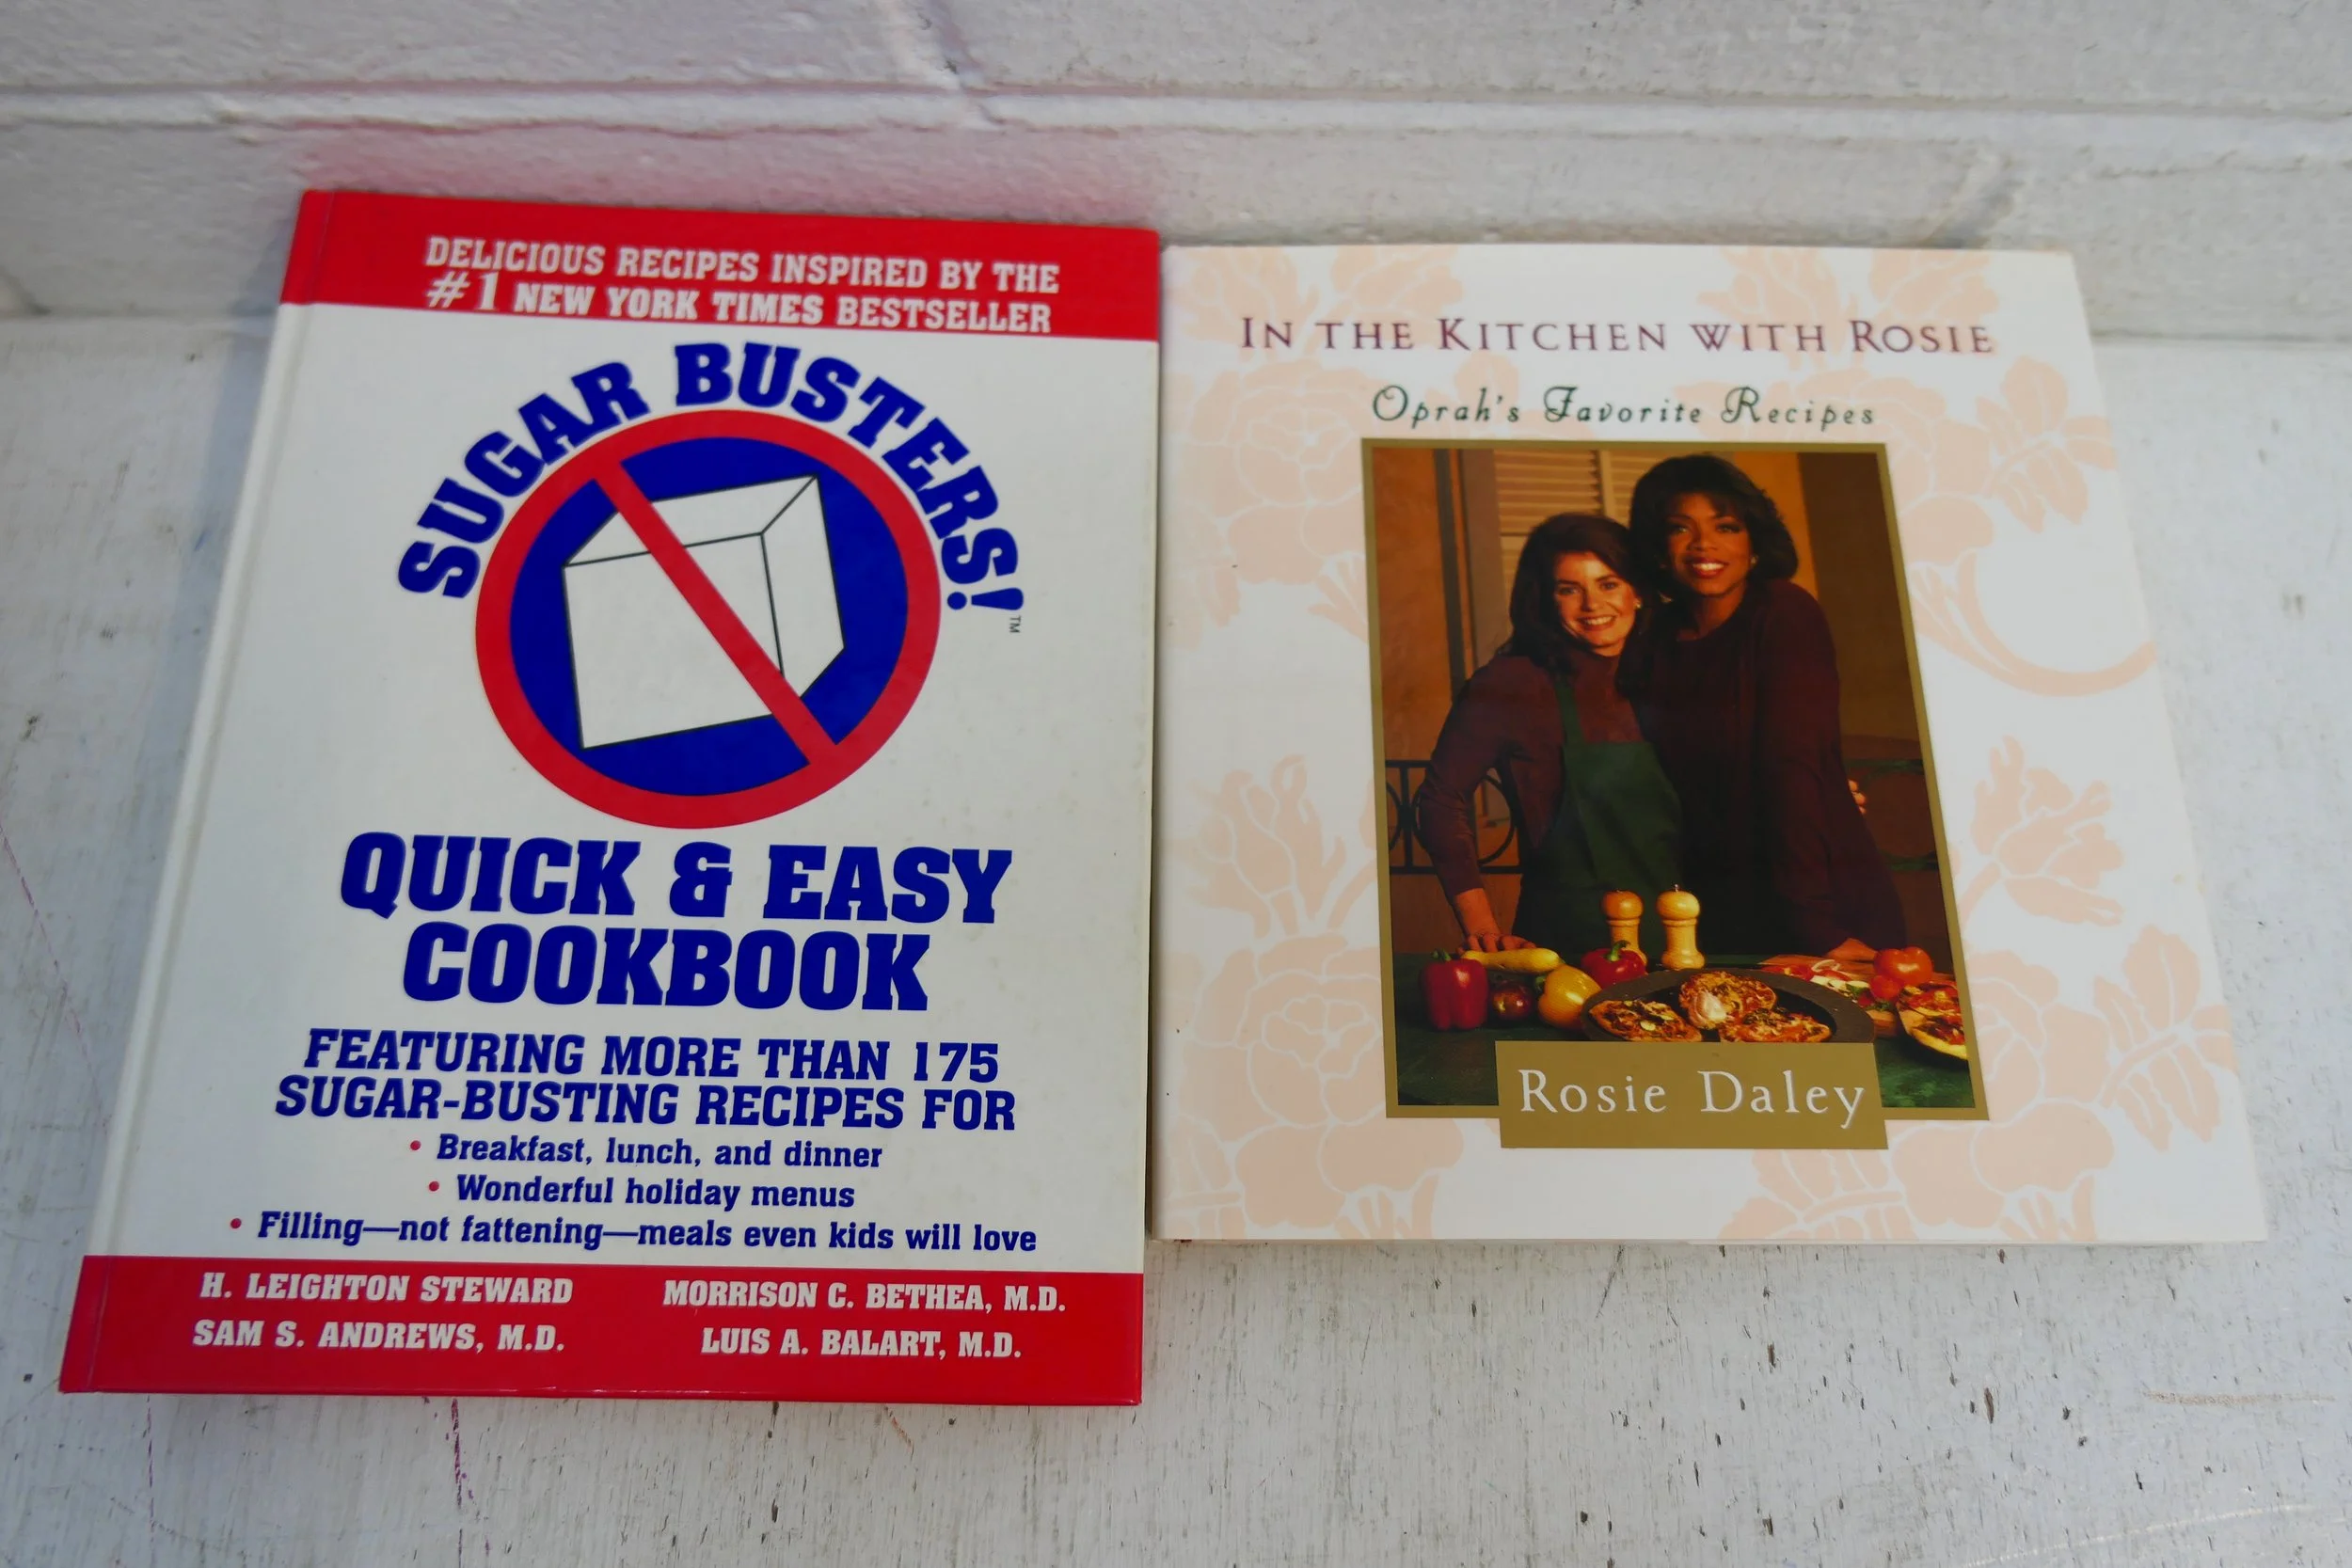 DELICIOUS RECIPES INSPIRED BY THE
#1 NEW YORK TIMES BESTSELLER
SUGAR BUSTERS!™
QUICK & EASY
COOKBOOK
FEATURING MORE THAN 175
SUGAR-BUSTING RECIPES FOR
• Breakfast, lunch, and dinner
• Wonderful holiday menus
• Filling—not fattening—meals even kids will love
H. LEIGHTON STEWARD MORRISON C. BETHEA, M.D.
SAM S. ANDREWS, M.D. LUIS A. BALART, M.D.
IN THE KITCHEN WITH ROSIE
Oprah's Favorite Recipes
Rosie Daley